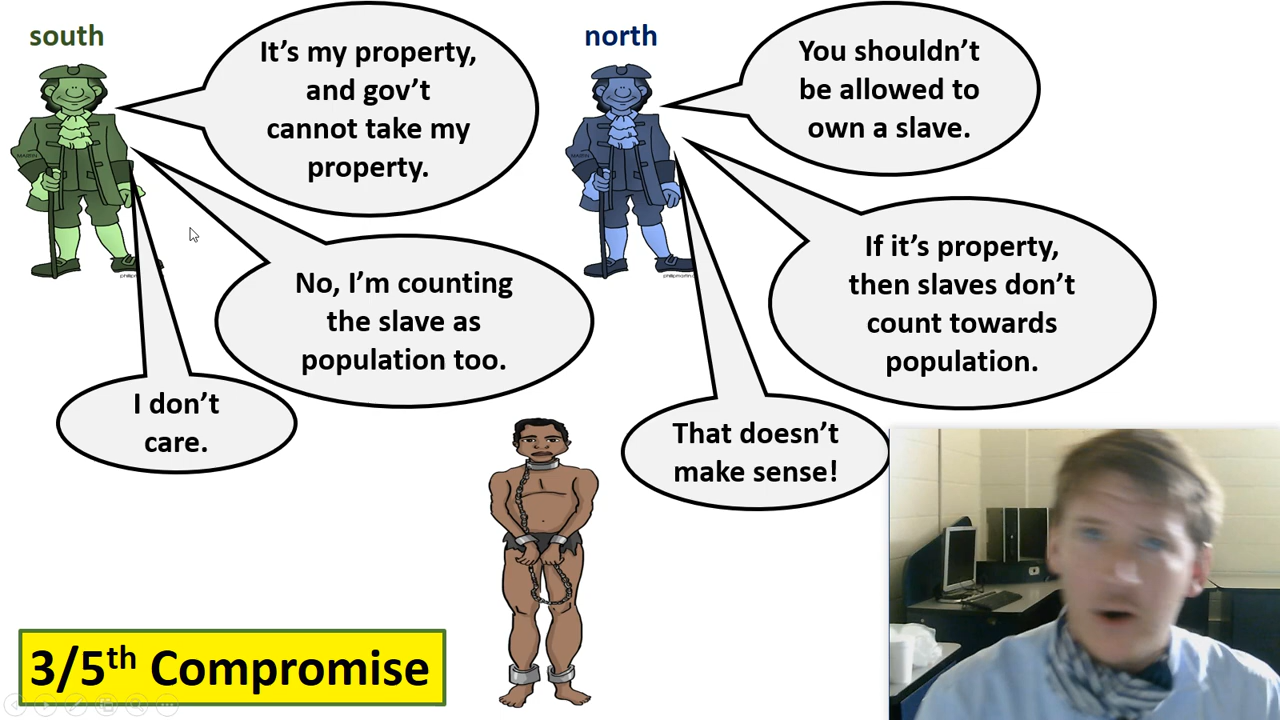 south
It's my property,
and gov't
cannot take my
property.
No, I'm counting
the slave as
population too.
I don't
care.
north
You shouldn't
be allowed to
own a slave.
If it's property,
then slaves don't
count towards
population.
That doesn't
make sense!
3/5th Compromise
MARTIN
MARTIN